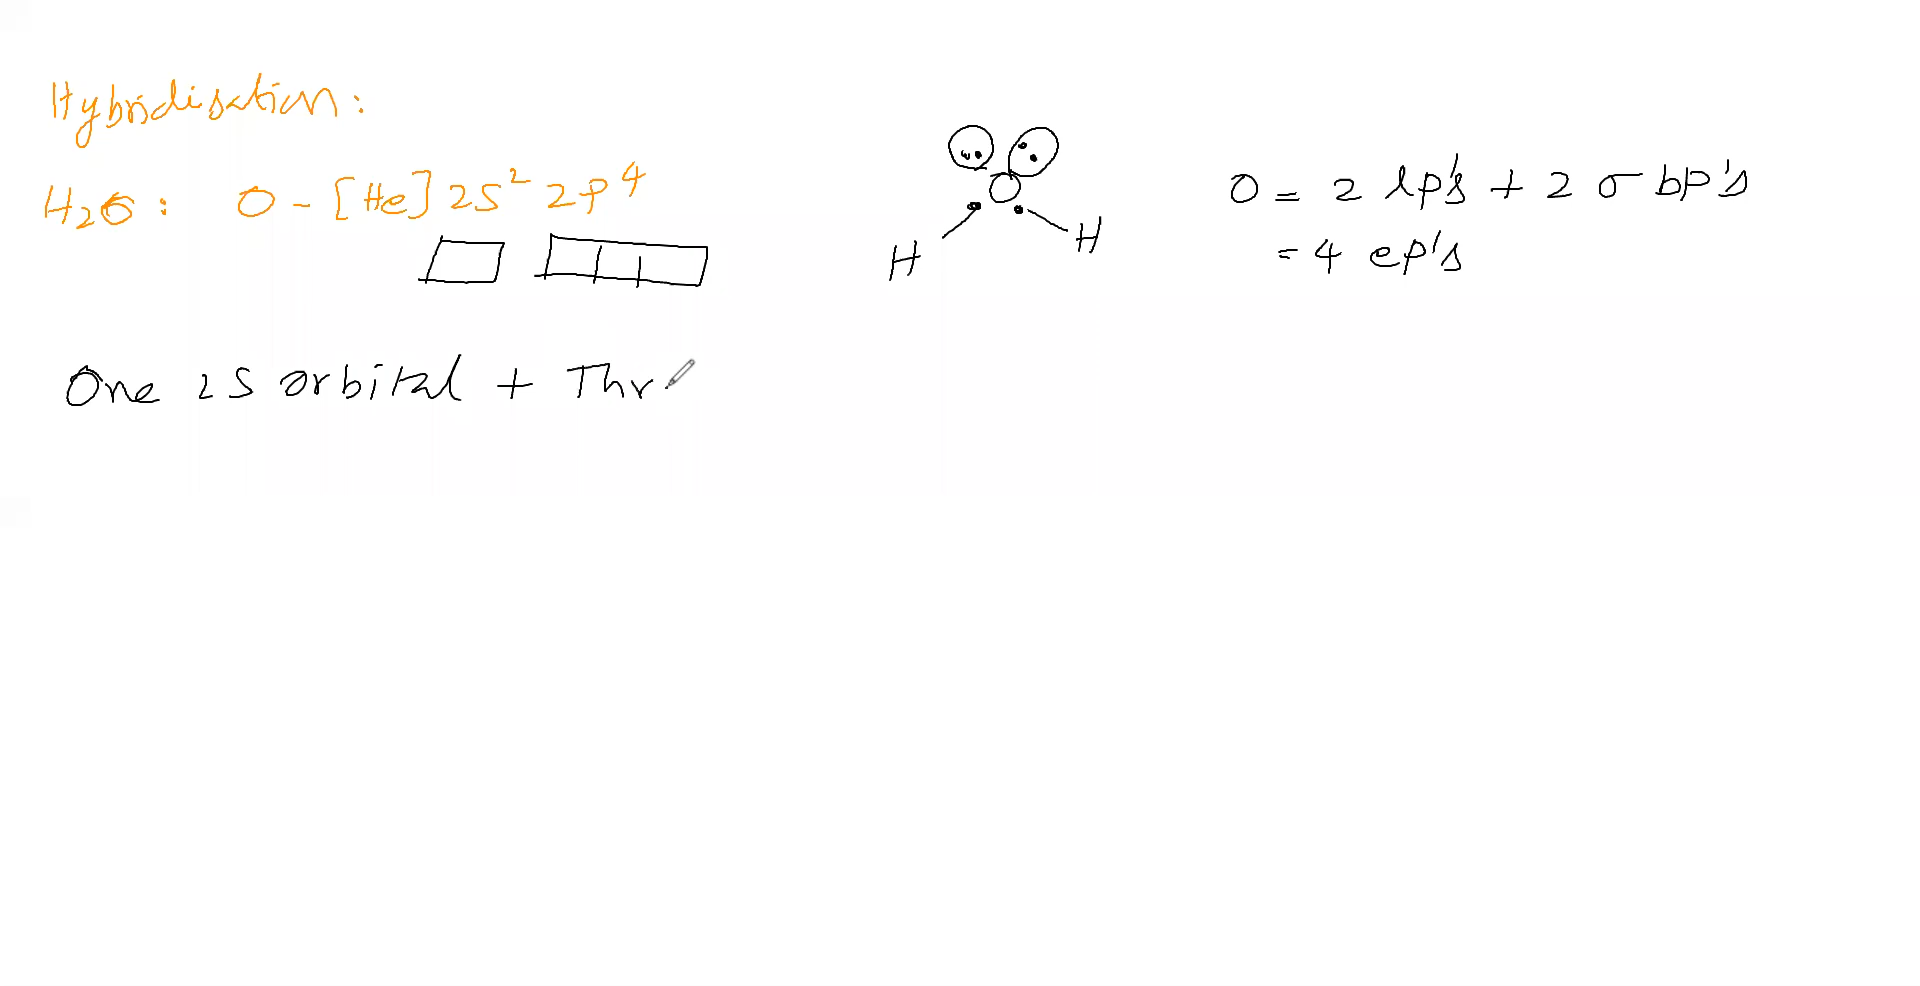 Hybridisation:
H₂O : O - [He] 2s² 2p⁴
O
H
H
O = 2 lp's + 2 σ bp's
= 4 ep's
One 2S orbital + Thr